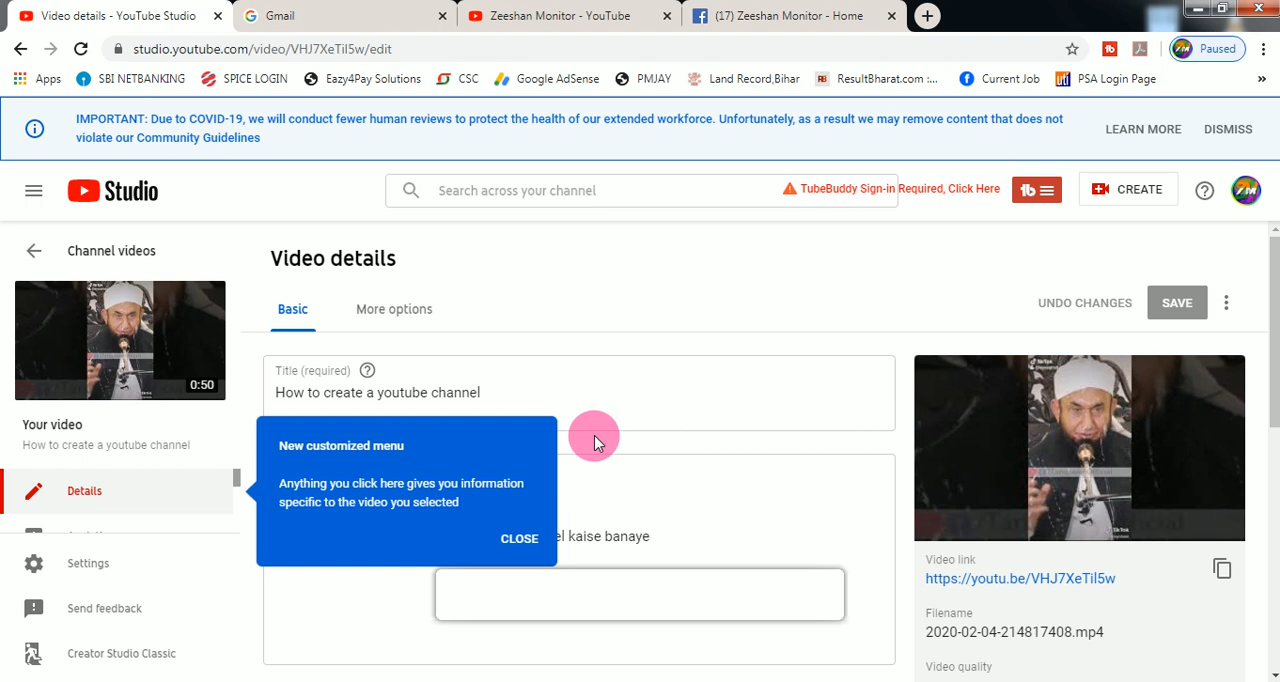 Video details - YouTube Studio
Gmail
Zeeshan Monitor - YouTube
(17) Zeeshan Monitor - Home
studio.youtube.com/video/VHJ7XeTil5w/edit
Paused
Apps
SBI NETBANKING
SPICE LOGIN
Eazy4Pay Solutions
CSC
Google AdSense
PMJAY
Land Record,Bihar
ResultBharat.com :...
Current Job
PSA Login Page
IMPORTANT: Due to COVID-19, we will conduct fewer human reviews to protect the health of our extended workforce. Unfortunately, as a result we may remove content that does not
violate our Community Guidelines
LEARN MORE
DISMISS
Studio
Search across your channel
TubeBuddy Sign-in Required, Click Here
CREATE
Channel videos
Video details
Basic
More options
UNDO CHANGES
SAVE
0:50
Title (required)
How to create a youtube channel
Your video
How to create a youtube channel
New customized menu
Anything you click here gives you information
specific to the video you selected
CLOSE
el kaise banaye
Details
Settings
Send feedback
Creator Studio Classic
TikTok
Video link
https://youtu.be/VHJ7XeTil5w
Filename
2020-02-04-214817408.mp4
Video quality